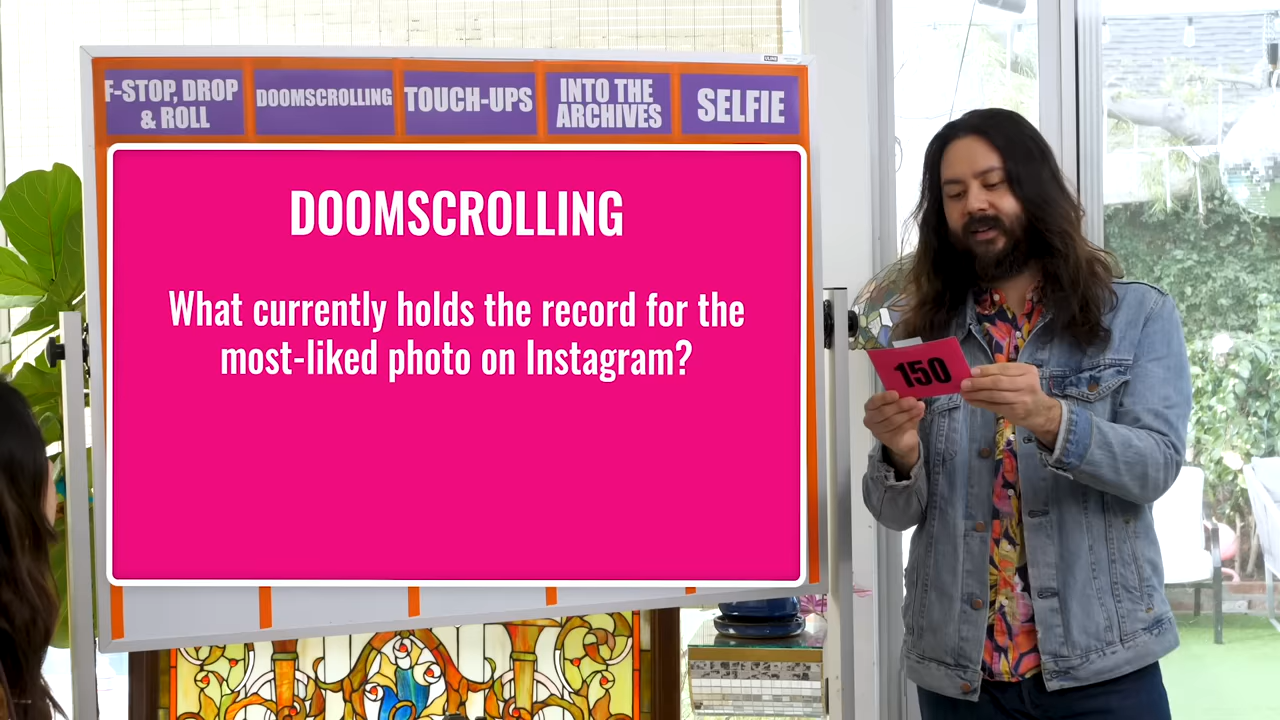 F-STOP, DROP
& ROLL
DOOMSCROLLING
TOUCH-UPS
INTO THE
ARCHIVES
SELFIE
DOOMSCROLLING
What currently holds the record for the
most-liked photo on Instagram?
150